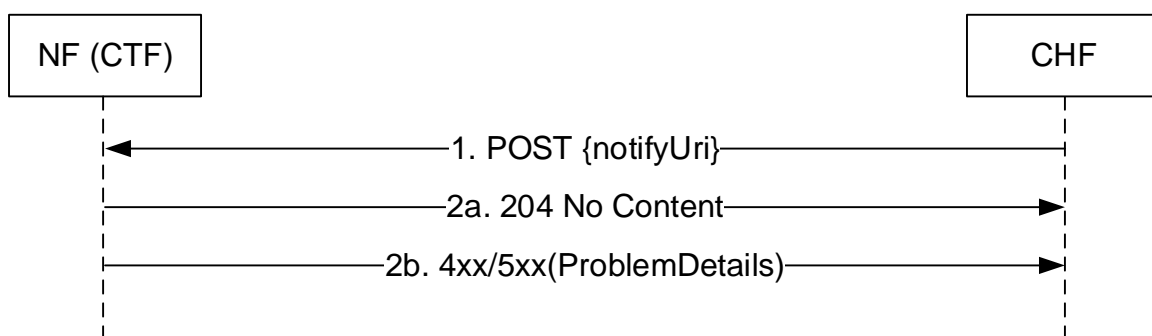 NF (CTF)
CHF
1. POST {notifyUri}
2a. 204 No Content
2b. 4xx/5xx(ProblemDetails)